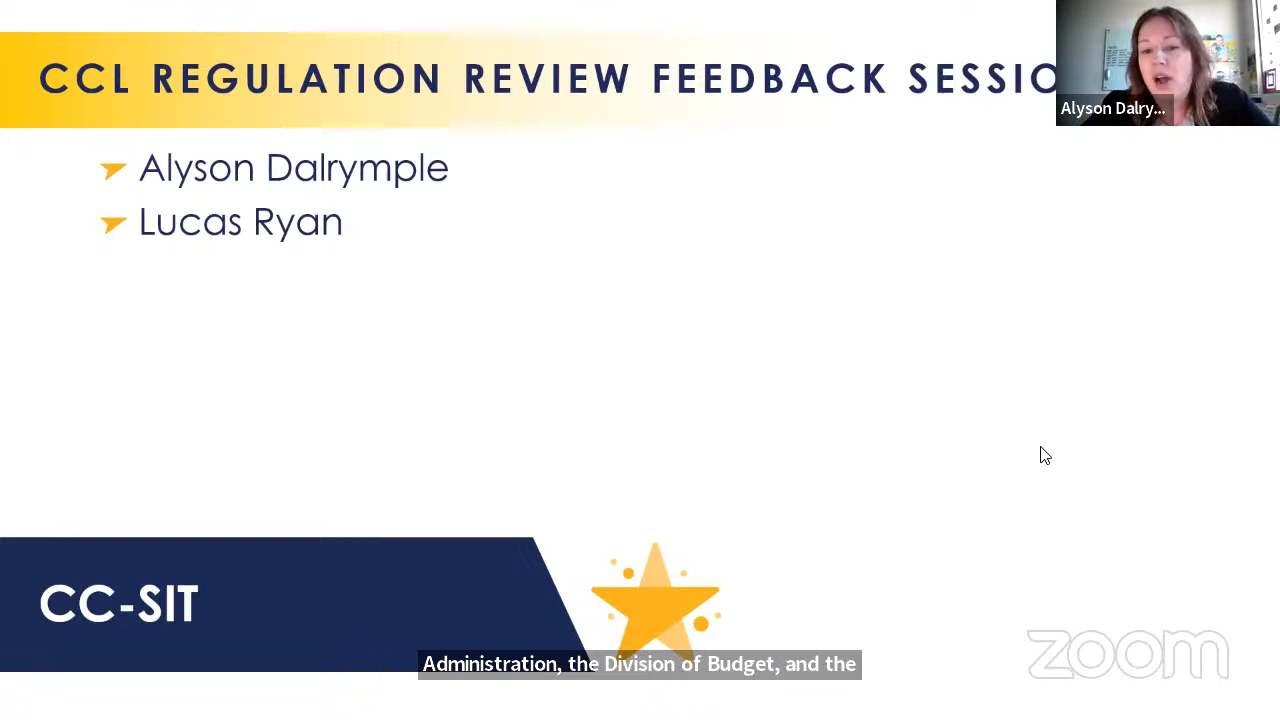 CCL REGULATION REVIEW FEEDBACK SESSIO
Alyson Dalry...
Alyson Dalrymple
Lucas Ryan
CC-SIT
Administration, the Division of Budget, and the
zoom